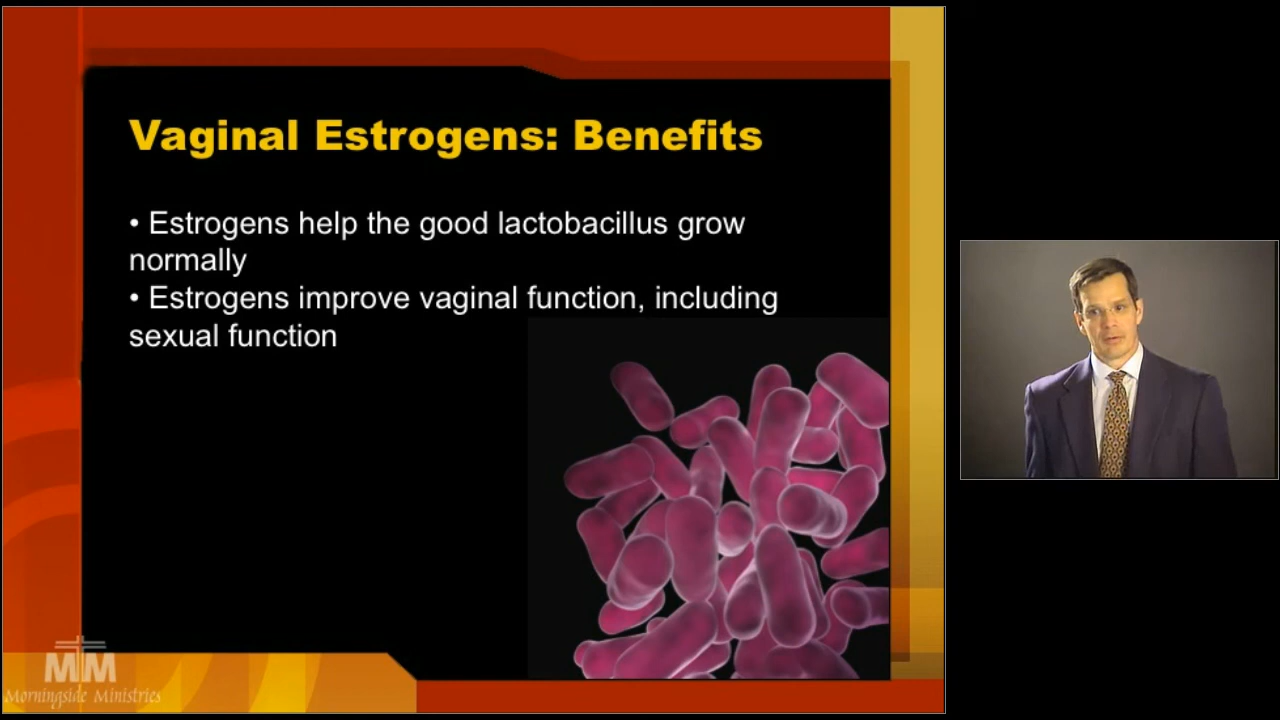 Vaginal Estrogens: Benefits
• Estrogens help the good lactobacillus grow
normally
• Estrogens improve vaginal function, including
sexual function
MM
Morningside Ministries